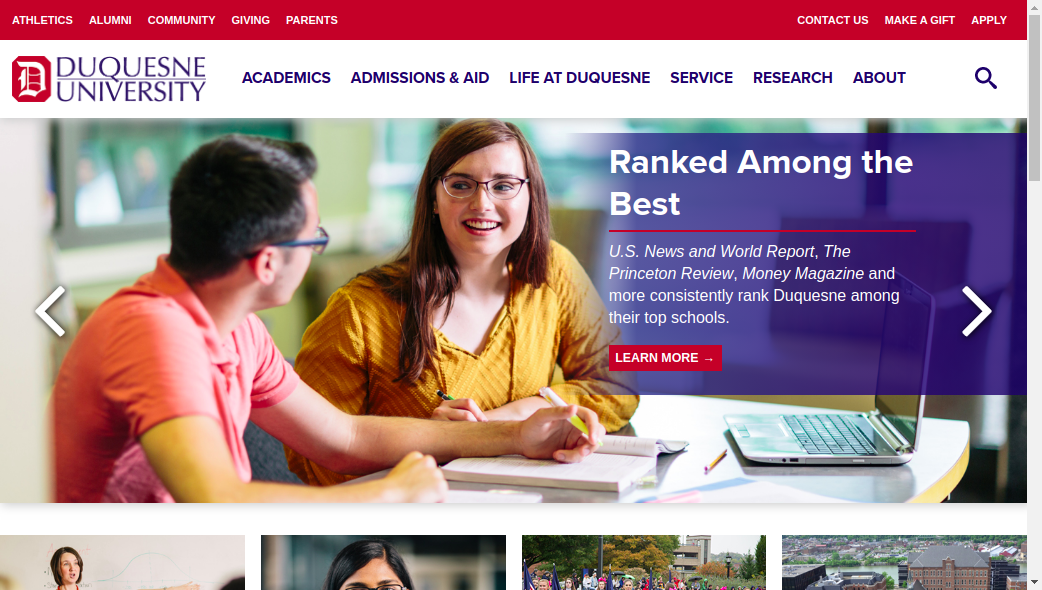 ATHLETICS ALUMNI COMMUNITY GIVING PARENTS CONTACT US MAKE A GIFT APPLY
D DUQUESNE UNIVERSITY
ACADEMICS ADMISSIONS & AID LIFE AT DUQUESNE SERVICE RESEARCH ABOUT
Ranked Among the
Best
U.S. News and World Report, The
Princeton Review, Money Magazine and
more consistently rank Duquesne among
their top schools.
LEARN MORE →